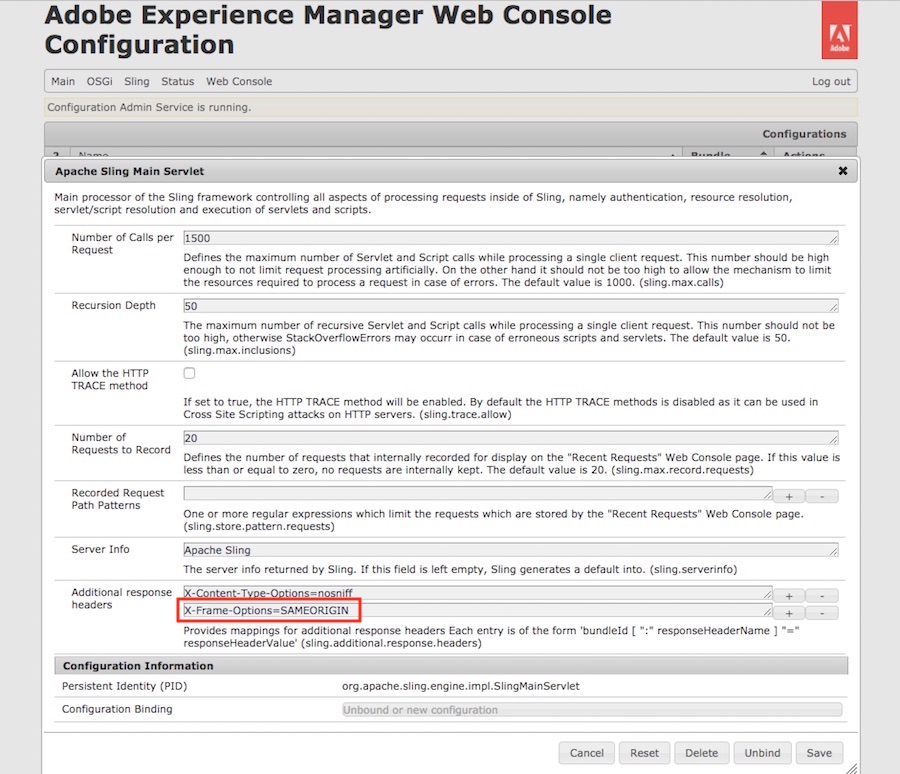 Adobe Experience Manager Web Console
Configuration
Adobe
Main OSGi Sling Status Web Console Log out
Configuration Admin Service is running.
Configurations
Name Bundle Actions
Apache Sling Main Servlet
Main processor of the Sling framework controlling all aspects of processing requests inside of Sling, namely authentication, resource resolution,
servlet/script resolution and execution of servlets and scripts.
Number of Calls per
Request
1500
Defines the maximum number of Servlet and Script calls while processing a single client request. This number should be high
enough to not limit request processing artificially. On the other hand it should not be too high to allow the mechanism to limit
the resources required to process a request in case of errors. The default value is 1000. (sling.max.calls)
Recursion Depth
50
The maximum number of recursive Servlet and Script calls while processing a single client request. This number should not be
too high, otherwise StackOverflowErrors may occurr in case of erroneous scripts and servlets. The default value is 50.
(sling.max.inclusions)
Allow the HTTP
TRACE method
If set to true, the HTTP TRACE method will be enabled. By default the HTTP TRACE methods is disabled as it can be used in
Cross Site Scripting attacks on HTTP servers. (sling.trace.allow)
Number of
Requests to Record
20
Defines the number of requests that internally recorded for display on the "Recent Requests" Web Console page. If this value is
less than or equal to zero, no requests are internally kept. The default value is 20. (sling.max.record.requests)
Recorded Request
Path Patterns
+ -
One or more regular expressions which limit the requests which are stored by the "Recent Requests" Web Console page.
(sling.store.pattern.requests)
Server Info
Apache Sling
The server info returned by Sling. If this field is left empty, Sling generates a default into. (sling.serverinfo)
Additional response
headers
X-Content-Type-Options=nosniff + -
X-Frame-Options=SAMEORIGIN + -
Provides mappings for additional response headers Each entry is of the form 'bundleId [ ":" responseHeaderName ] "="
responseHeaderValue' (sling.additional.response.headers)
Configuration Information
Persistent Identity (PID) org.apache.sling.engine.impl.SlingMainServlet
Configuration Binding Unbound or new configuration
Cancel Reset Delete Unbind Save